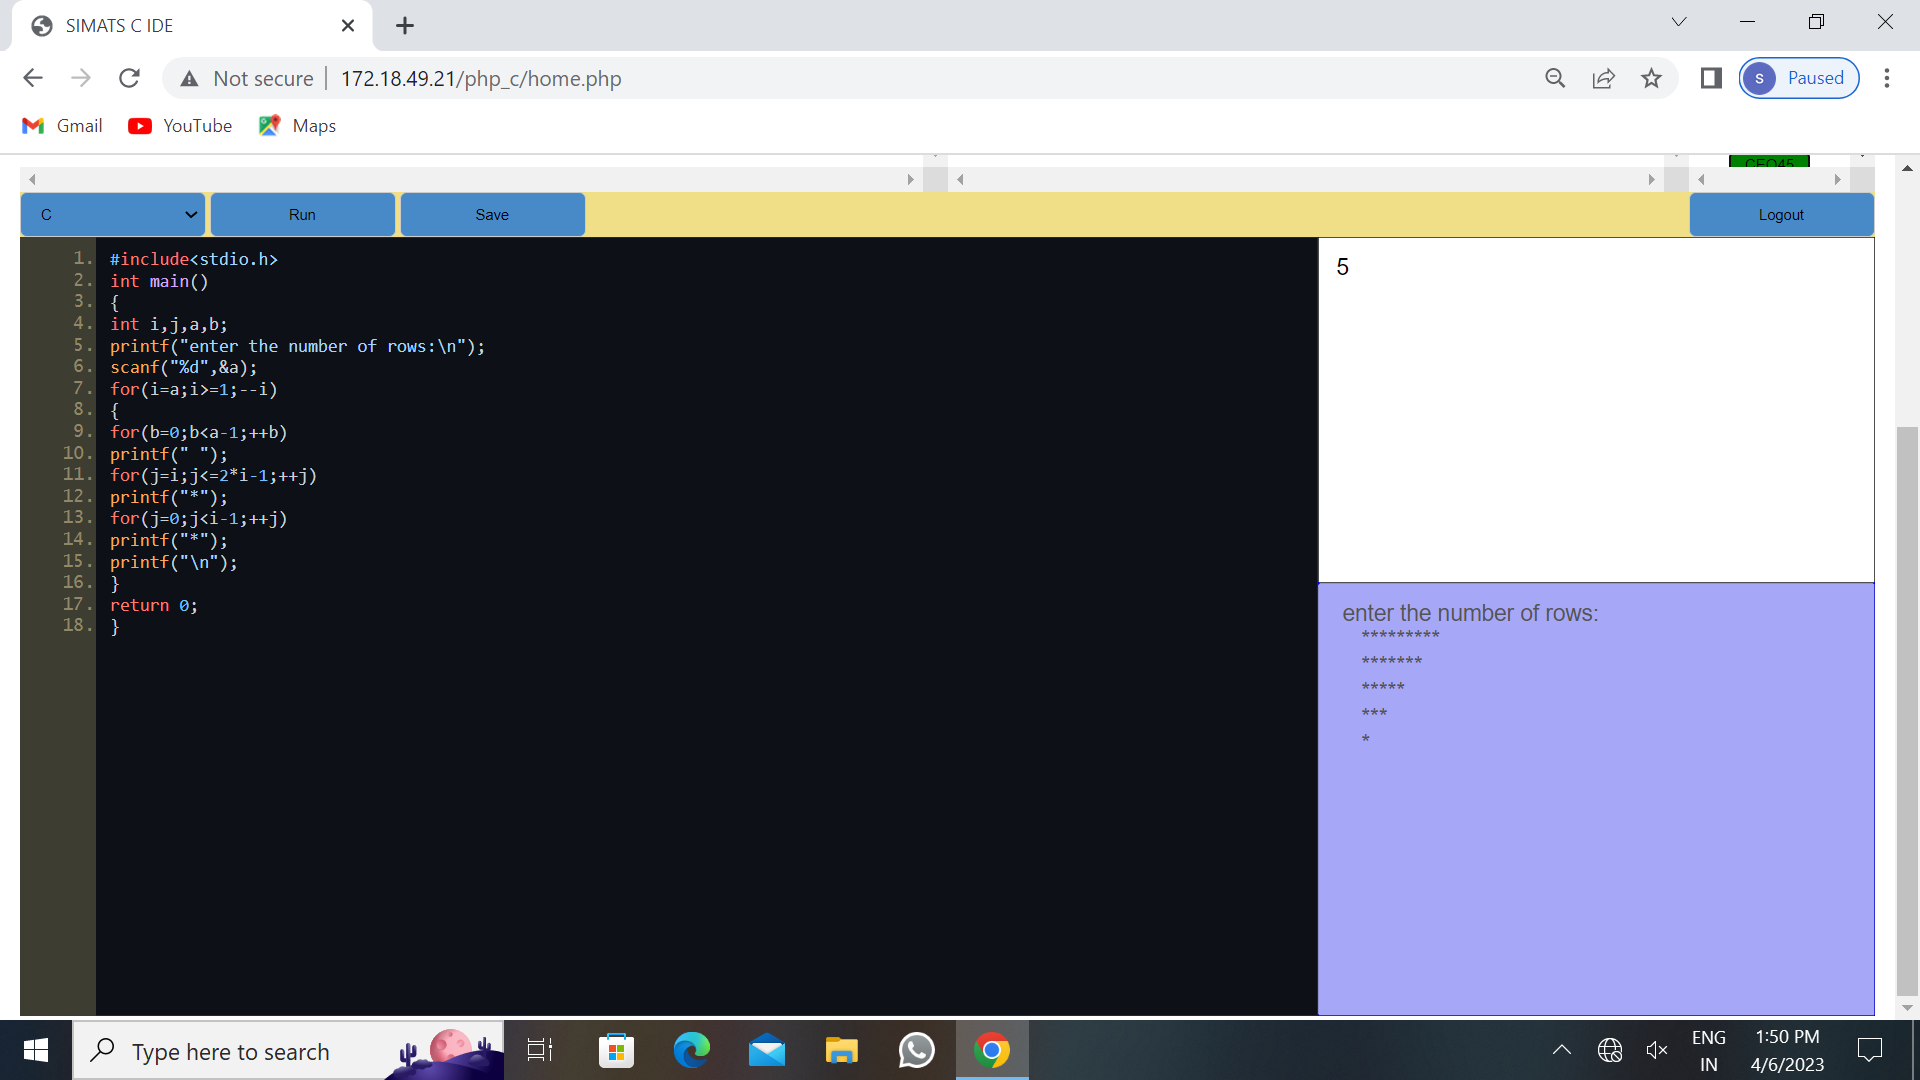 SIMATS C IDE
Not secure
172.18.49.21/php_c/home.php
S
Paused
Gmail
YouTube
Maps
CEO45
C
Run
Save
Logout
1. #include<stdio.h>
2. int main()
3. {
4. int i,j,a,b;
5. printf("enter the number of rows:\n");
6. scanf("%d",&a);
7. for(i=a;i>=1;--i)
8. {
9. for(b=0;b<a-1;++b)
10. printf(" ");
11. for(j=i;j<=2*i-1;++j)
12. printf("*");
13. for(j=0;j<i-1;++j)
14. printf("*");
15. printf("\n");
16. }
17. return 0;
18. }
5
enter the number of rows:
*********
*******
*****
***
*
Type here to search
ENG
IN
1:50 PM
4/6/2023